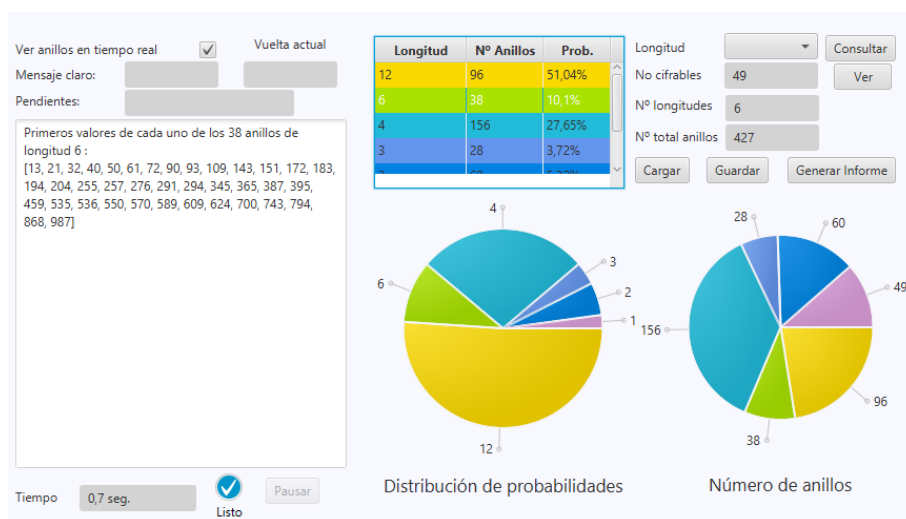 Ver anillos en tiempo real
Vuelta actual
Mensaje claro:
Pendientes:
Primeros valores de cada uno de los 38 anillos de
longitud 6 :
[13, 21, 32, 40, 50, 61, 72, 90, 93, 109, 143, 151, 172, 183,
194, 204, 255, 257, 276, 291, 294, 345, 365, 387, 395,
459, 535, 536, 550, 570, 589, 609, 624, 700, 743, 794,
868, 987]
Tiempo 0,7 seg.
Listo
Pausar
Longitud Nº Anillos Prob.
12 96 51,04%
6 38 10,1%
4 156 27,65%
3 28 3,72%
Longitud
Consultar
No cifrables 49
Ver
Nº longitudes 6
Nº total anillos 427
Cargar Guardar Generar Informe
4
3
2
1
6
12
Distribución de probabilidades
28
60
49
156
96
38
Número de anillos